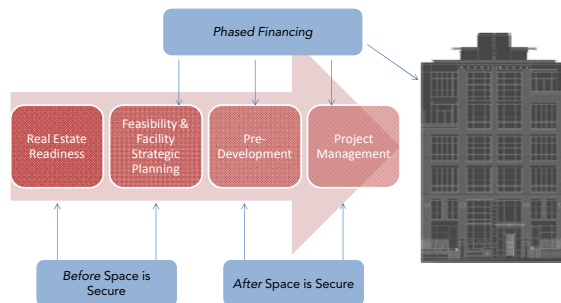 Phased Financing
Real Estate
Readiness
Feasibility &
Facility
Strategic
Planning
Pre-
Development
Project
Management
Before Space is
Secure
After Space is Secure